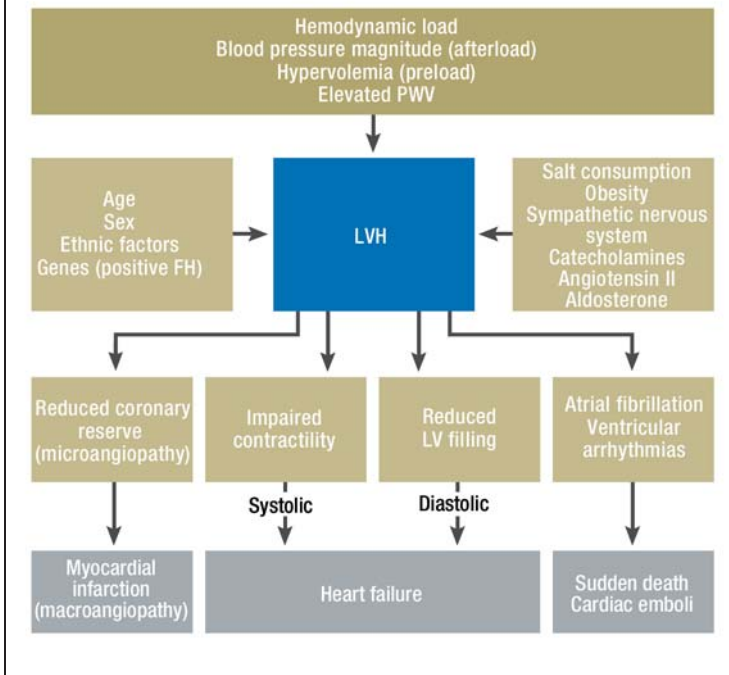 Hemodynamic load
Blood pressure magnitude (afterload)
Hypervolemia (preload)
Elevated PWV
Age
Sex
Ethnic factors
Genes (positive FH)
LVH
Salt consumption
Obesity
Sympathetic nervous
system
Catecholamines
Angiotensin II
Aldosterone
Reduced coronary
reserve
(microangiopathy)
Impaired
contractility
Reduced
LV filling
Atrial fibrillation
Ventricular
arrhythmias
Systolic
Diastolic
Myocardial
infarction
(macroangiopathy)
Heart failure
Sudden death
Cardiac emboli